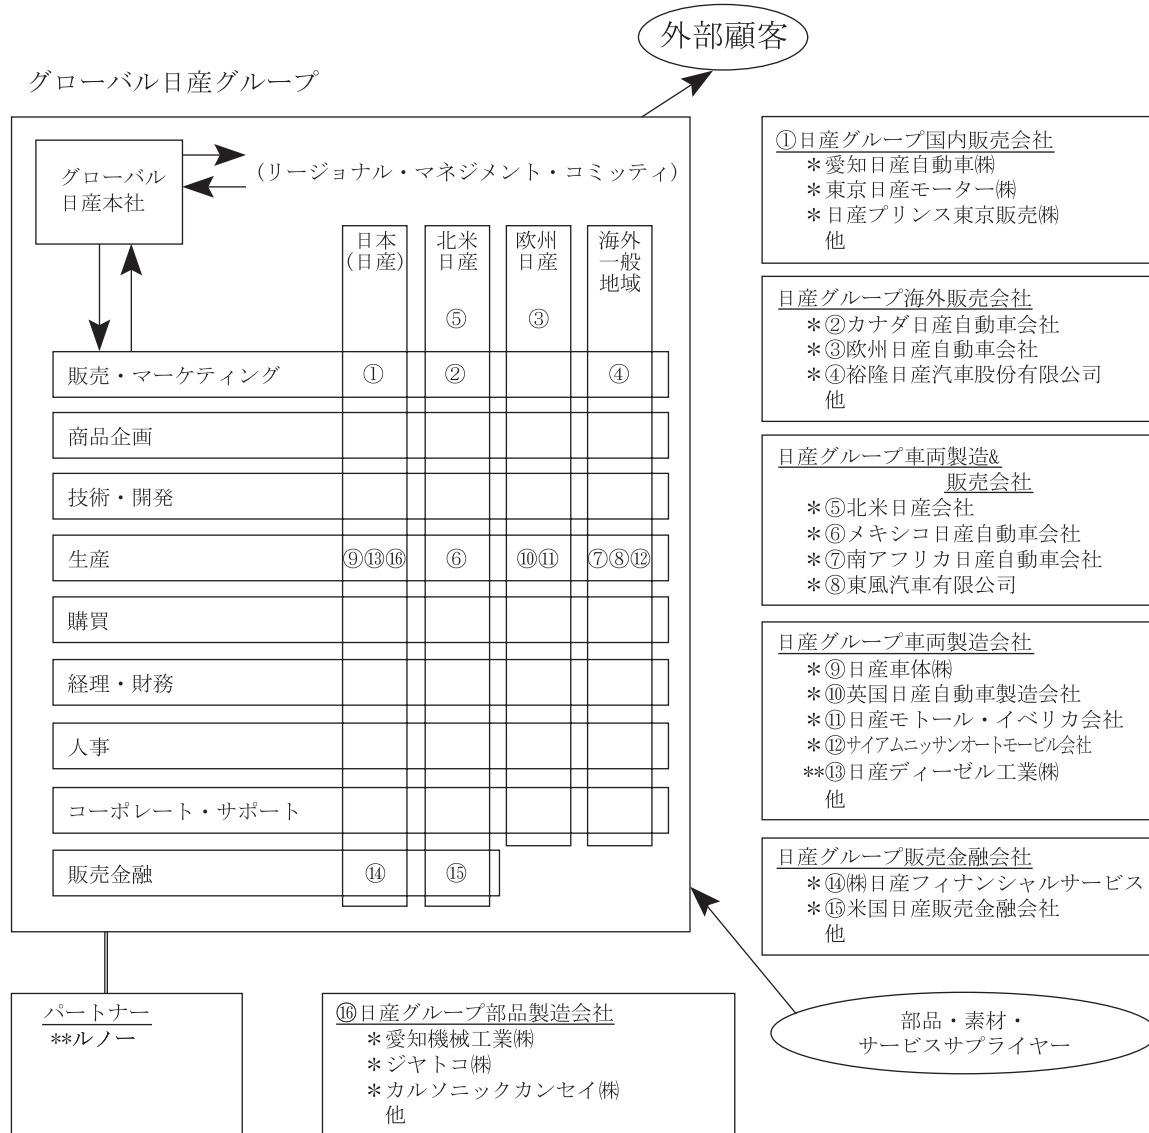 外部顧客
グローバル日産グループ
グローバル
日産本社
(リージョナル・マネジメント・コミッティ)
日本
(日産)
北米
日産
欧州
日産
海外
一般
地域
⑤ ③
販売・マーケティング ① ② ④
商品企画
技術・開発
生産 ⑨⑬⑯ ⑥ ⑩⑪ ⑦⑧⑫
購買
経理・財務
人事
コーポレート・サポート
販売金融 ⑭ ⑮
①日産グループ国内販売会社
＊愛知日産自動車㈱
＊東京日産モーター㈱
＊日産プリンス東京販売㈱
他
日産グループ海外販売会社
＊②カナダ日産自動車会社
＊③欧州日産自動車会社
＊④裕隆日産汽車股份有限公司
他
日産グループ車両製造&
販売会社
＊⑤北米日産会社
＊⑥メキシコ日産自動車会社
＊⑦南アフリカ日産自動車会社
＊⑧東風汽車有限公司
日産グループ車両製造会社
＊⑨日産車体㈱
＊⑩英国日産自動車製造会社
＊⑪日産モトール・イベリカ会社
＊⑫サイアムニッサンオートモービル会社
**⑬日産ディーゼル工業㈱
他
日産グループ販売金融会社
＊⑭㈱日産フィナンシャルサービス
＊⑮米国日産販売金融会社
他
パートナー
**ルノー
⑯日産グループ部品製造会社
＊愛知機械工業㈱
＊ジヤトコ㈱
＊カルソニックカンセイ㈱
他
部品・素材・
サービスサプライヤー